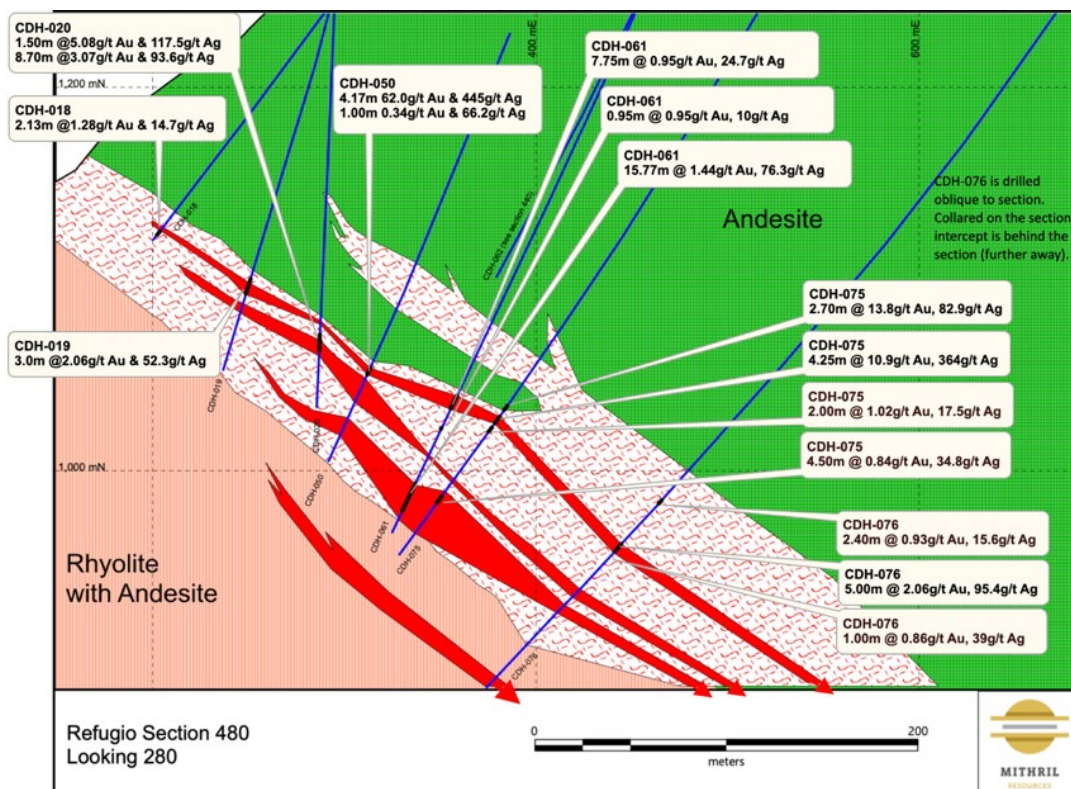 CDH-020
1.50m @5.08g/t Au & 117.5g/t Ag
8.70m @3.07g/t Au & 93.6g/t Ag
CDH-018
2.13m @1.28g/t Au & 14.7g/t Ag
CDH-050
4.17m 62.0g/t Au & 445g/t Ag
1.00m 0.34g/t Au & 66.2g/t Ag
CDH-061
7.75m @ 0.95g/t Au, 24.7g/t Ag
CDH-061
0.95m @ 0.95g/t Au, 10g/t Ag
CDH-061
15.77m @ 1.44g/t Au, 76.3g/t Ag
400 mE
600 mE
1,200 mN
CDH-076 is drilled
oblique to section.
Collared on the section
intercept is behind the
section (further away).
Andesite
CDH-018
CDH-062 (see section 440)
CDH-075
2.70m @ 13.8g/t Au, 82.9g/t Ag
CDH-075
4.25m @ 10.9g/t Au, 364g/t Ag
CDH-075
2.00m @ 1.02g/t Au, 17.5g/t Ag
CDH-075
4.50m @ 0.84g/t Au, 34.8g/t Ag
CDH-019
3.0m @2.06g/t Au & 52.3g/t Ag
CDH-019
CDH-050
1,000 mN
CDH-061
CDH-075
CDH-076
2.40m @ 0.93g/t Au, 15.6g/t Ag
CDH-076
5.00m @ 2.06g/t Au, 95.4g/t Ag
CDH-076
1.00m @ 0.86g/t Au, 39g/t Ag
Rhyolite
with Andesite
CDH-076
Refugio Section 480
Looking 280
0
200
meters
MITHRIL
RESOURCES